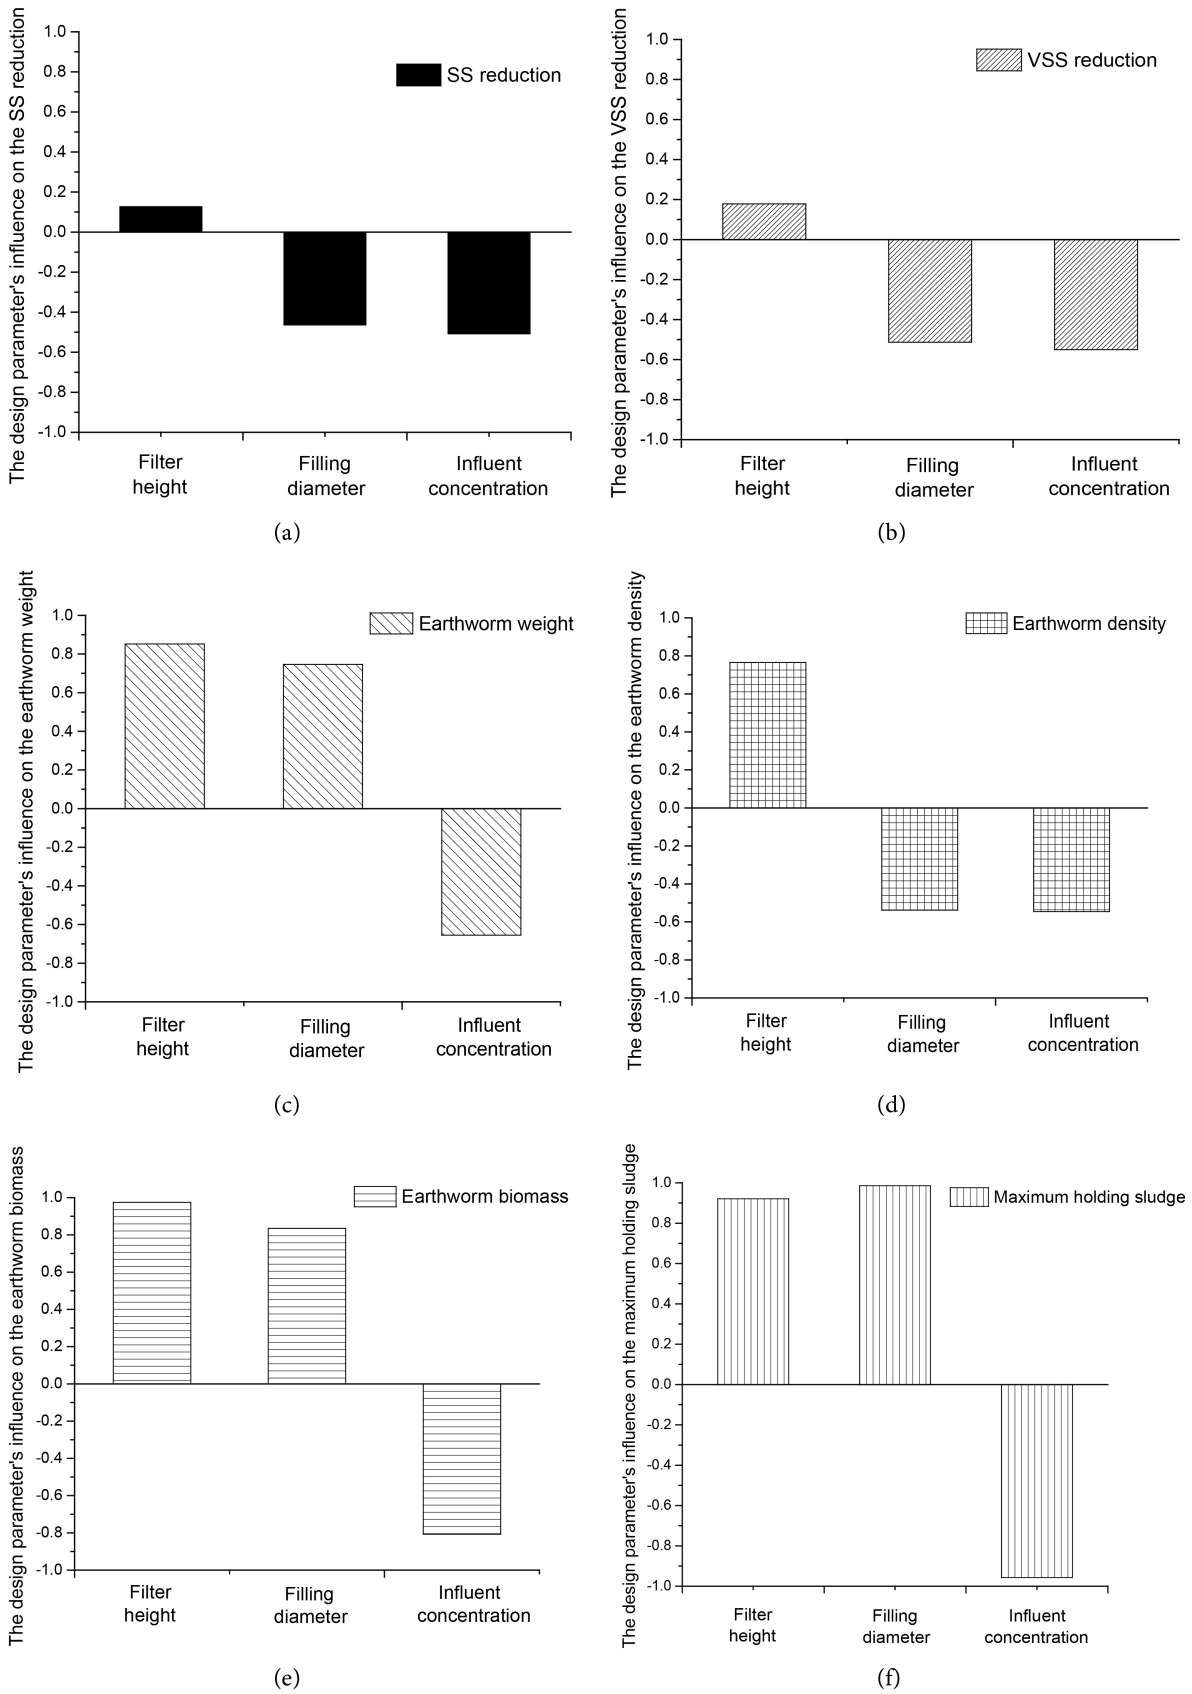 The design parameter's influence on the SS reduction
1.0
0.8
0.6
0.4
0.2
0.0
-0.2
-0.4
-0.6
-0.8
-1.0
SS reduction
Filter
height
Filling
diameter
Influent
concentration
(a)
The design parameter's influence on the VSS reduction
1.0
0.8
0.6
0.4
0.2
0.0
-0.2
-0.4
-0.6
-0.8
-1.0
VSS reduction
Filter
height
Filling
diameter
Influent
concentration
(b)
The design parameter's influence on the earthworm weight
1.0
0.8
0.6
0.4
0.2
0.0
-0.2
-0.4
-0.6
-0.8
-1.0
Earthworm weight
Filter
height
Filling
diameter
Influent
concentration
(c)
The design parameter's influence on the earthworm density
1.0
0.8
0.6
0.4
0.2
0.0
-0.2
-0.4
-0.6
-0.8
-1.0
Earthworm density
Filter
height
Filling
diameter
Influent
concentration
(d)
The design parameter's influence on the earthworm biomass
1.0
0.8
0.6
0.4
0.2
0.0
-0.2
-0.4
-0.6
-0.8
-1.0
Earthworm biomass
Filter
height
Filling
diameter
Influent
concentration
(e)
The design parameter's influence on the maximum holding sludge
1.0
0.8
0.6
0.4
0.2
0.0
-0.2
-0.4
-0.6
-0.8
-1.0
Maximum holding sludge
Filter
height
Filling
diameter
Influent
concentration
(f)